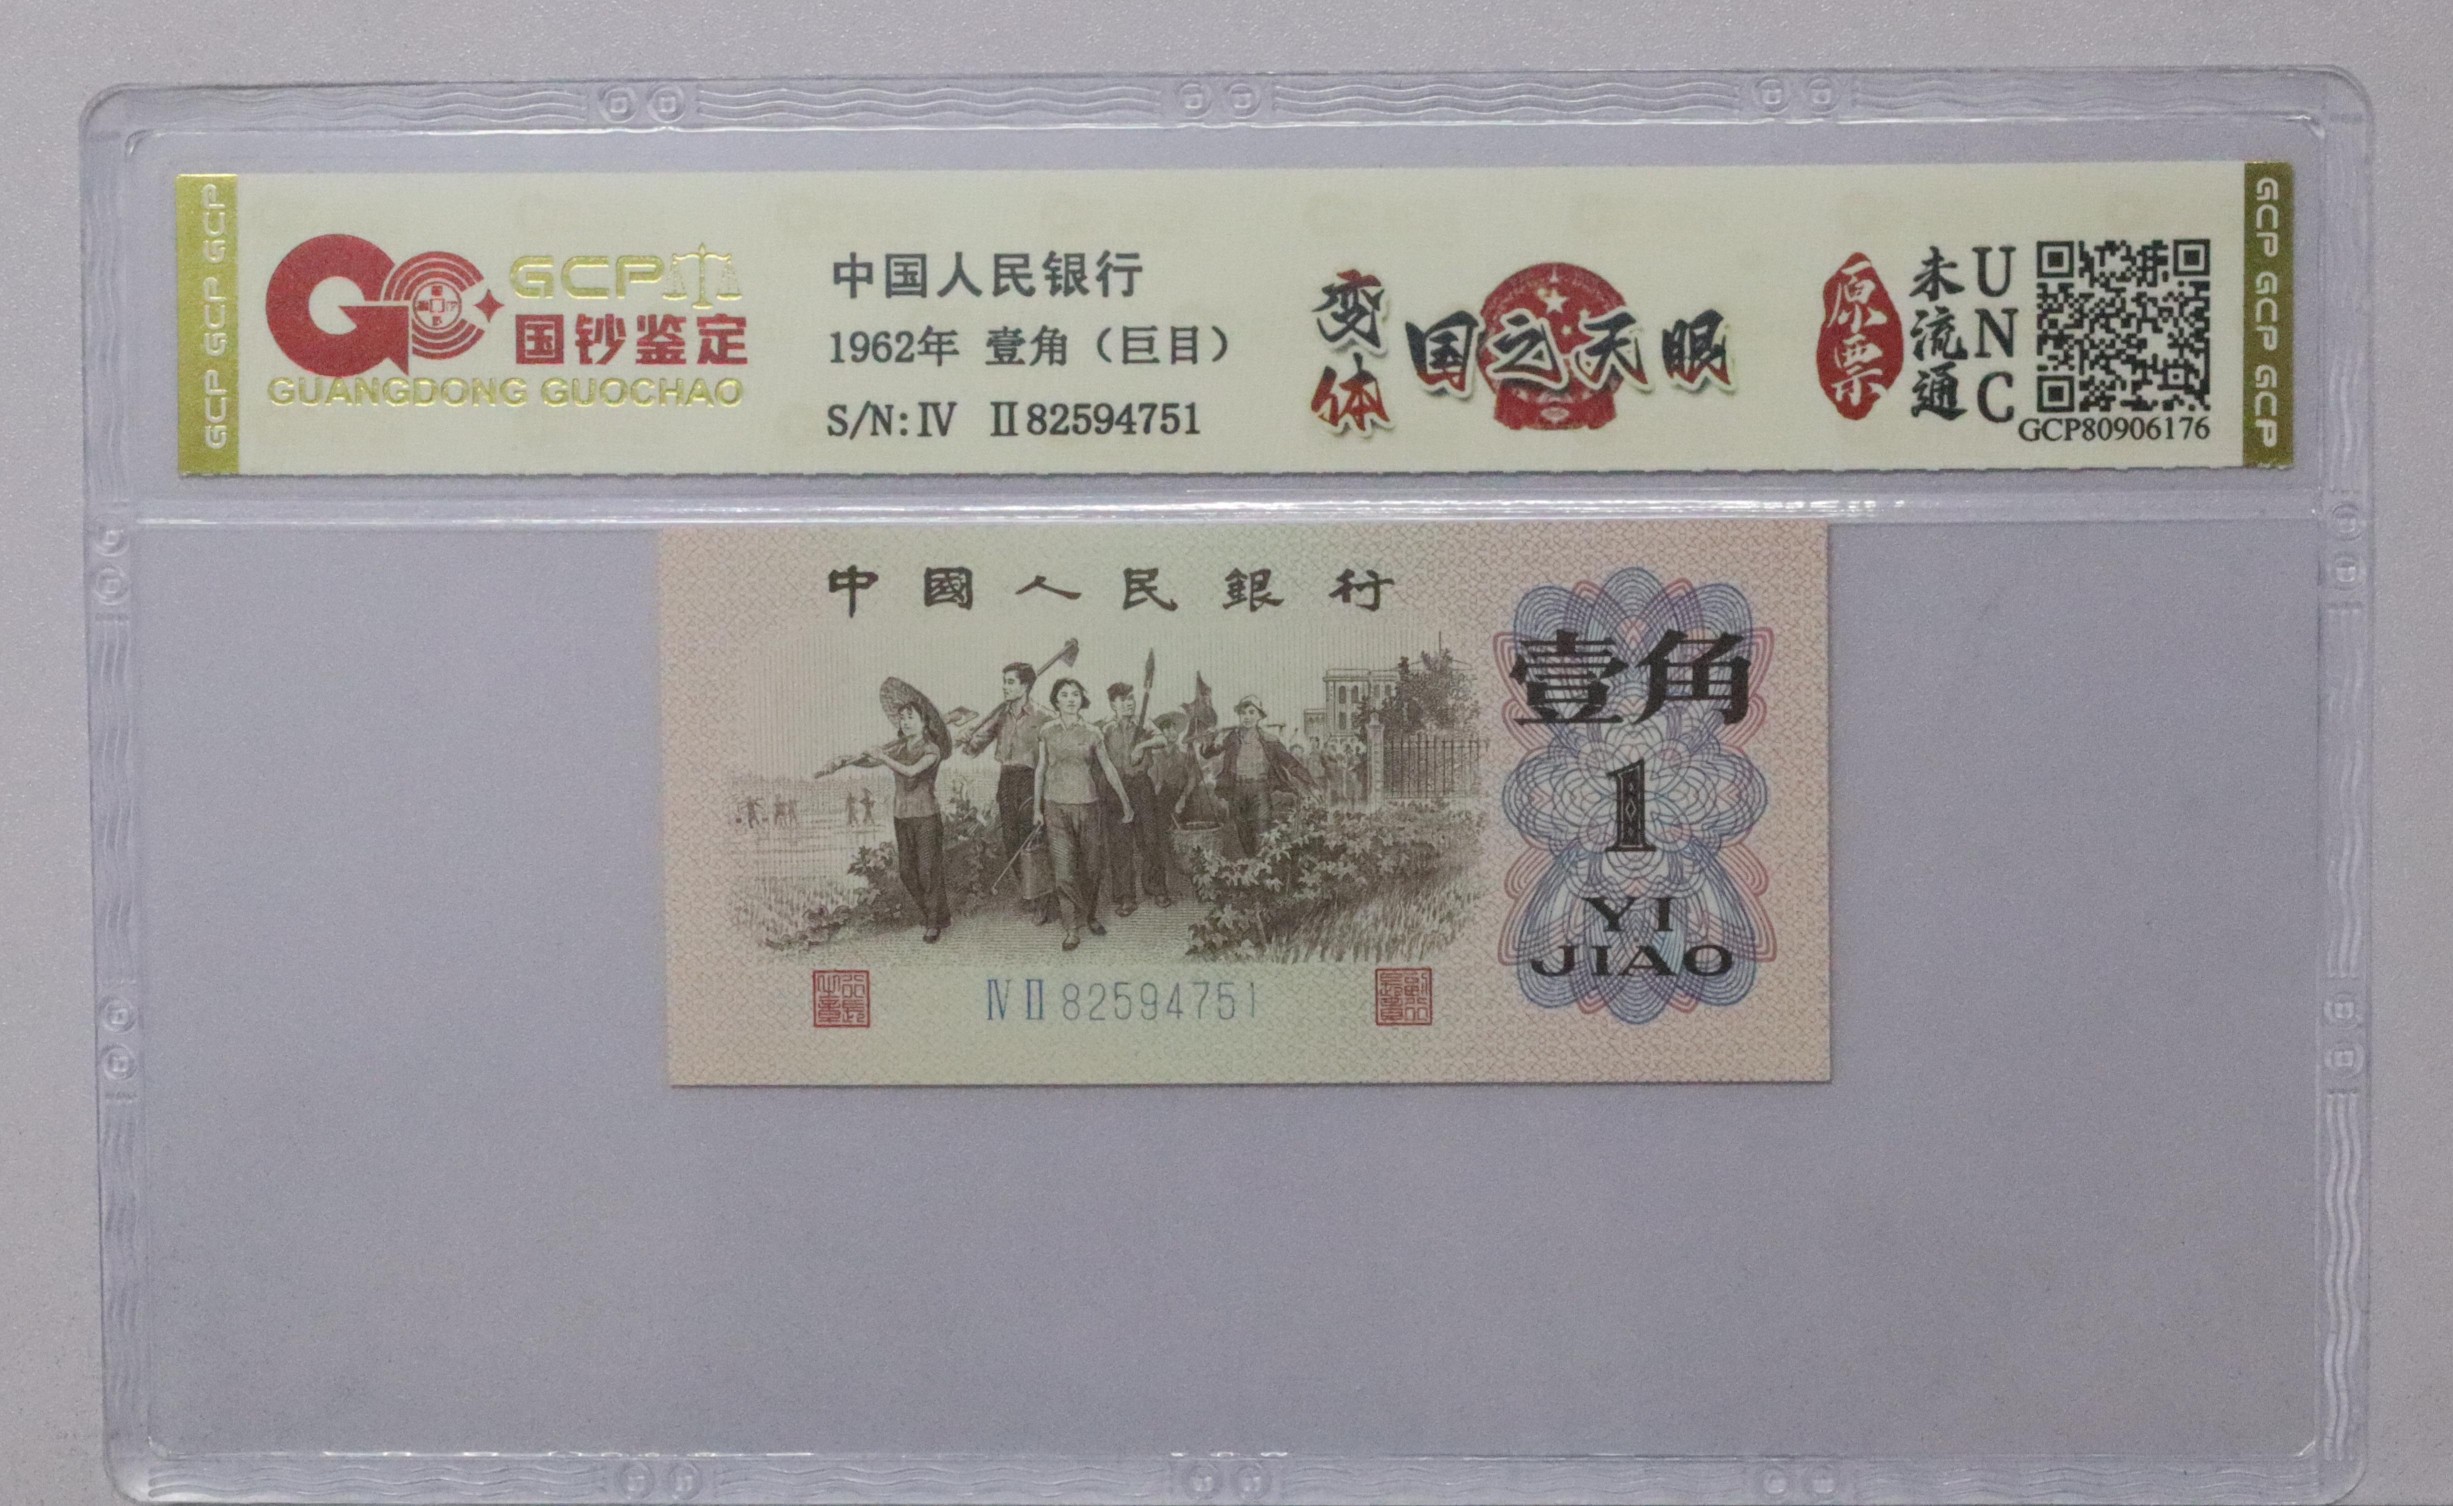 GCP GCP GCP
GCP
国钞鉴定
GUANGDONG GUOCHAO
中国人民银行
1962年 壹角（巨目）
S/N: IV II 82594751
变体
国之天眼
原票
未流通
UNC
GCP80906176
GCP GCP GCP
中國人民銀行
壹角
1
YI
JIAO
IV II 82594751